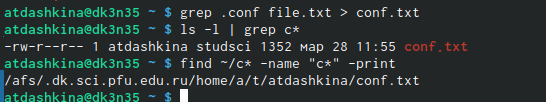 atdashkina@dk3n35 ~ $ grep .conf file.txt > conf.txt
atdashkina@dk3n35 ~ $ ls -l | grep c*
-rw-r--r-- 1 atdashkina studsci 1352 мар 28 11:55 conf.txt
atdashkina@dk3n35 ~ $ find ~/c* -name "c*" -print
/afs/.dk.sci.pfu.edu.ru/home/a/t/atdashkina/conf.txt
atdashkina@dk3n35 ~ $